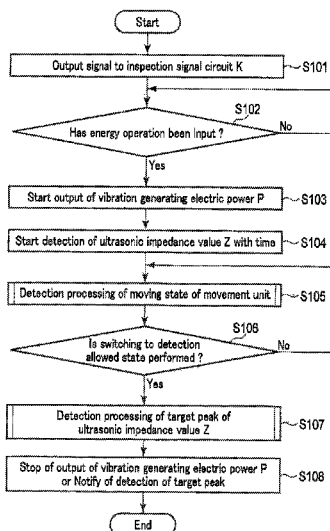 Start
Output signal to inspection signal circuit K
S101
S102
Has energy operation been input ?
No
Yes
Start output of vibration generating electric power P
S103
Start detection of ultrasonic impedance value Z with time
S104
Detection processing of moving state of movement unit
S105
S106
Is switching to detection
allowed state performed ?
No
Yes
Detection processing of target peak of
ultrasonic impedance value Z
S107
Stop of output of vibration generating electric power P
or Notify of detection of target peak
S108
End